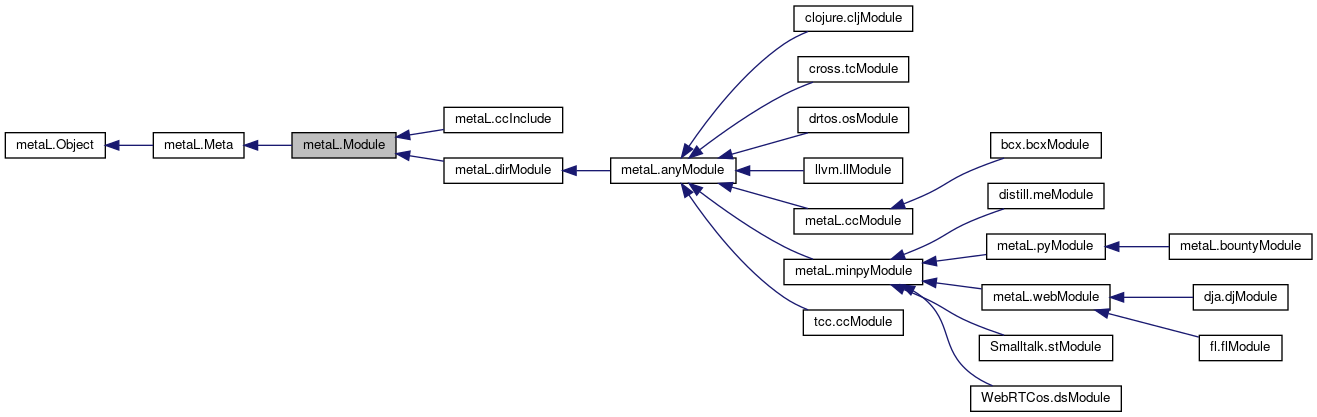 metaL.Object
metaL.Meta
metaL.Module
metaL.ccInclude
metaL.dirModule
metaL.anyModule
clojure.cljModule
cross.tcModule
drtos.osModule
llvm.llModule
metaL.ccModule
metaL.minpyModule
tcc.ccModule
bcx.bcxModule
distill.meModule
metaL.pyModule
metaL.webModule
Smalltalk.stModule
WebRTCos.dsModule
metaL.bountyModule
dja.djModule
fl.flModule